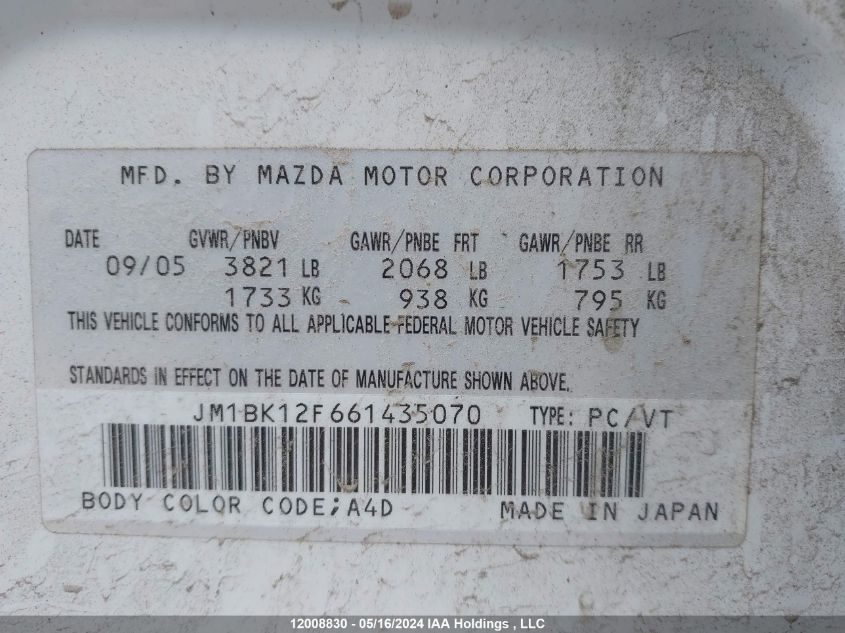 MFD. BY MAZDA MOTOR CORPORATION
DATE GVWR/PNBV GAWR/PNBE FRT GAWR/PNBE RR
09/05 3821 LB 2068 LB 1753 LB
1733 KG 938 KG 795 KG
THIS VEHICLE CONFORMS TO ALL APPLICABLE FEDERAL MOTOR VEHICLE SAFETY
STANDARDS IN EFFECT ON THE DATE OF MANUFACTURE SHOWN ABOVE.
JM1BK12F661435070 TYPE: PC/VT
BODY COLOR CODE;A4D MADE IN JAPAN
12008830 - 05/16/2024 IAA Holdings , LLC